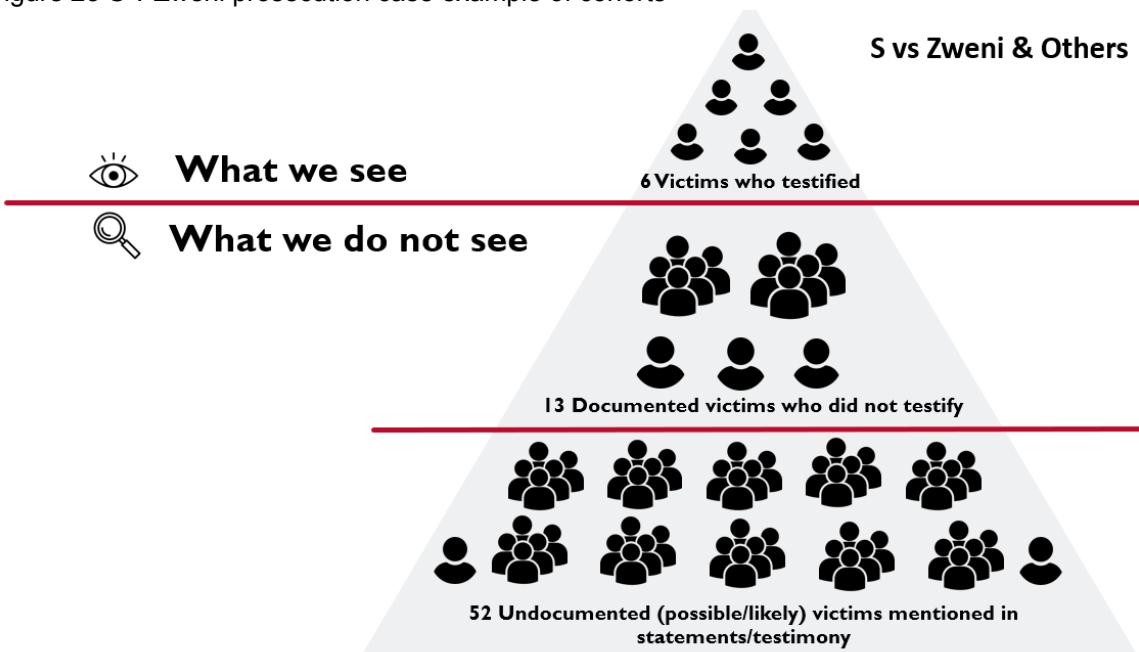 S vs Zweni & Others
What we see
6 Victims who testified
What we do not see
13 Documented victims who did not testify
52 Undocumented (possible/likely) victims mentioned in
statements/testimony